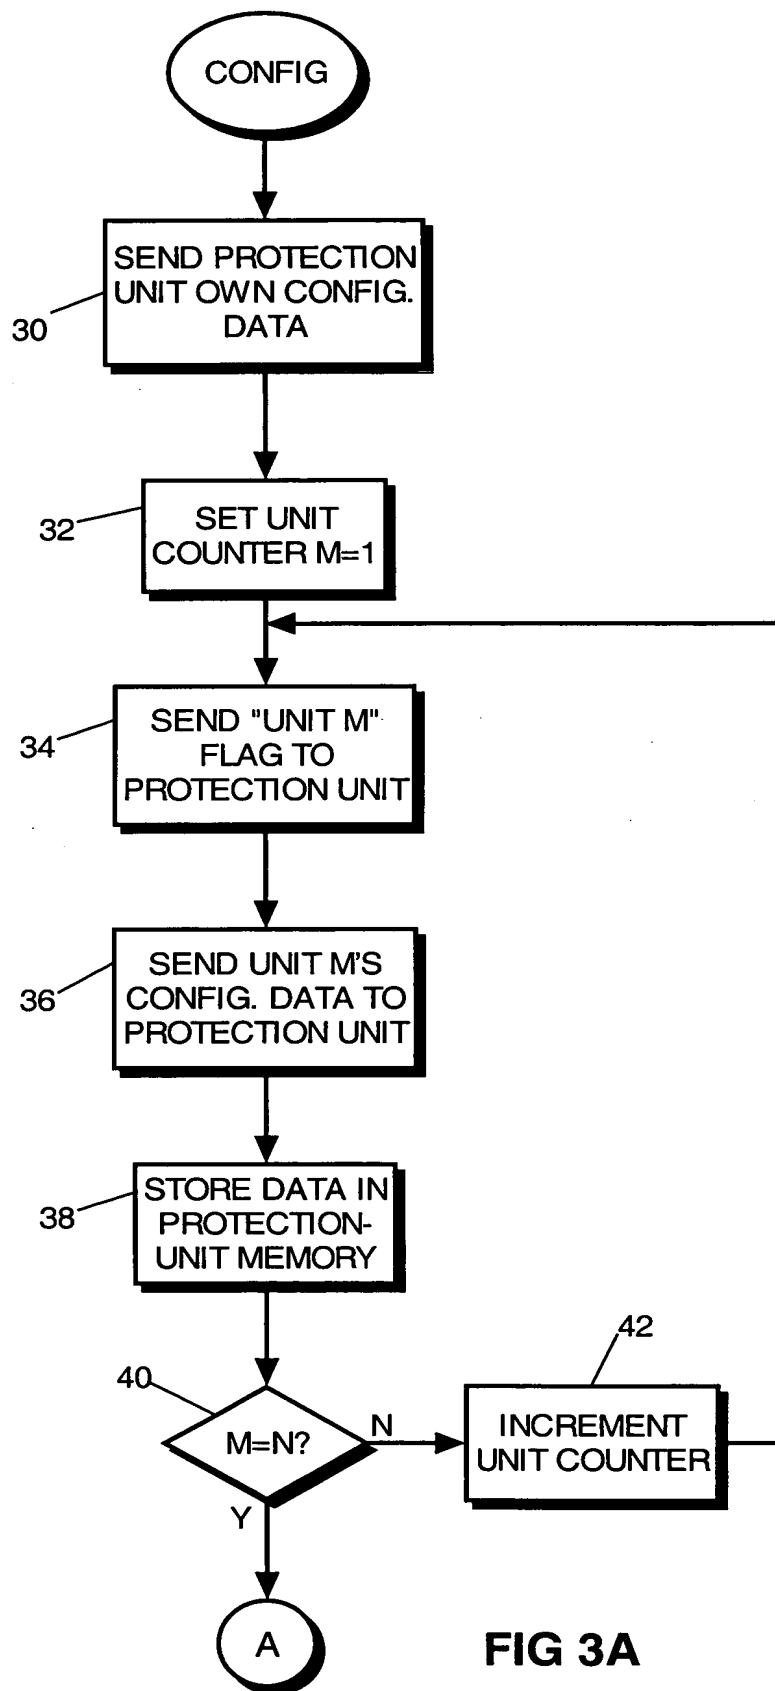 CONFIG
SEND PROTECTION
UNIT OWN CONFIG.
DATA
30
SET UNIT
COUNTER M=1
32
SEND "UNIT M"
FLAG TO
PROTECTION UNIT
34
SEND UNIT M'S
CONFIG. DATA TO
PROTECTION UNIT
36
STORE DATA IN
PROTECTION-
UNIT MEMORY
38
40
M=N?
N
Y
42
INCREMENT
UNIT COUNTER
A
FIG 3A